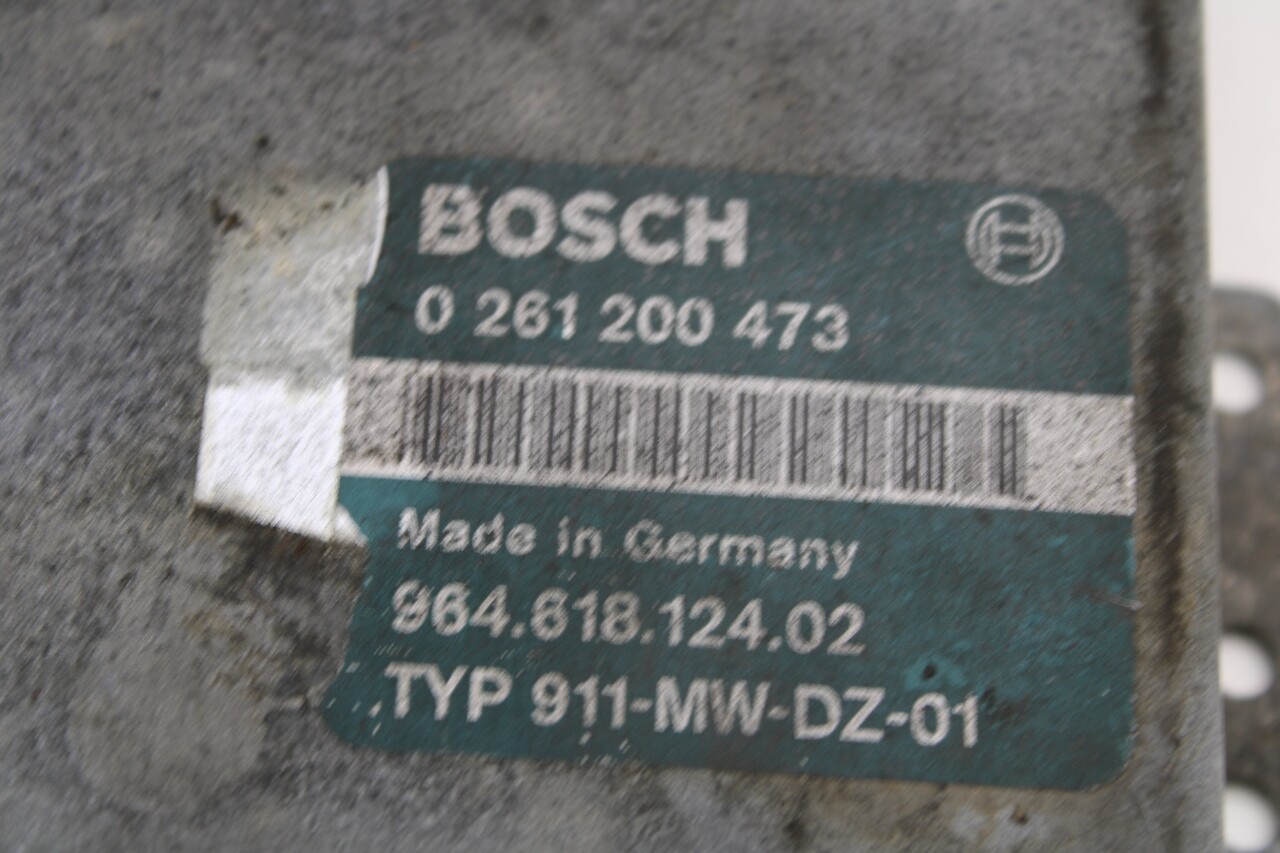 BOSCH
0 261 200 473
Made in Germany
964.618.124.02
TYP 911-MW-DZ-01